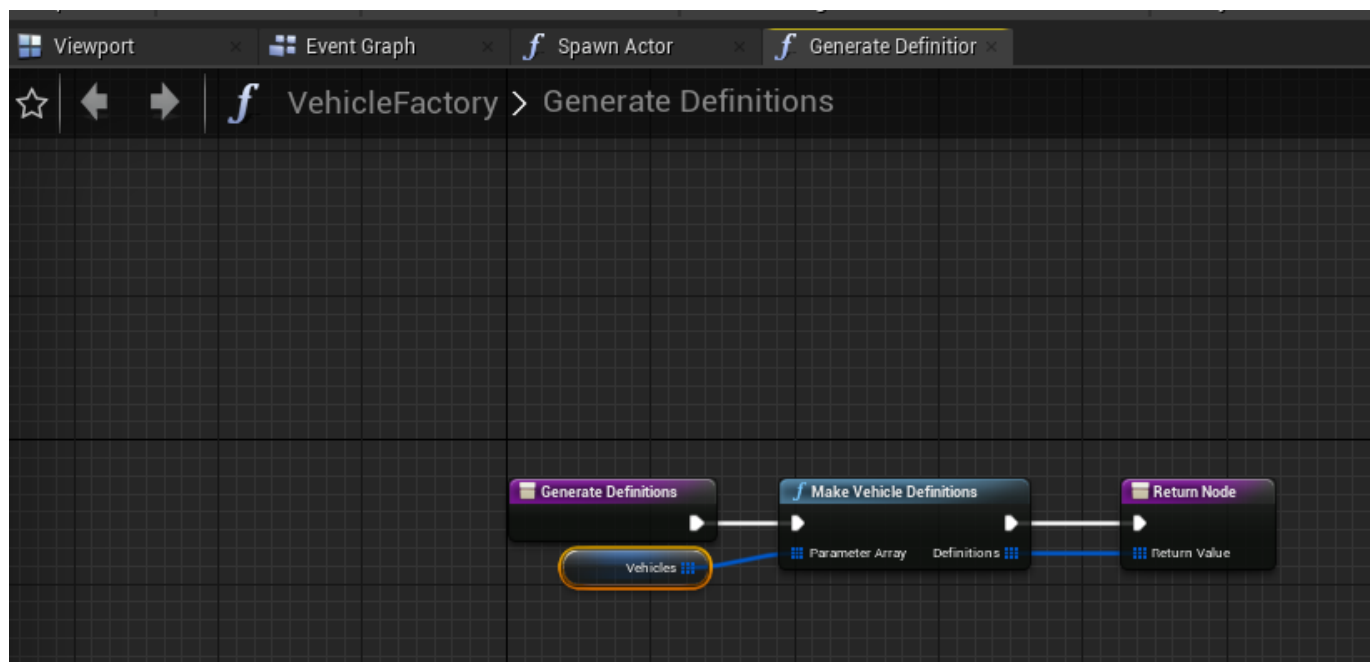 Viewport
Event Graph
f Spawn Actor
f Generate Definitior
f VehicleFactory > Generate Definitions
Generate Definitions
f Make Vehicle Definitions
Return Node
Parameter Array
Definitions
Return Value
Vehicles